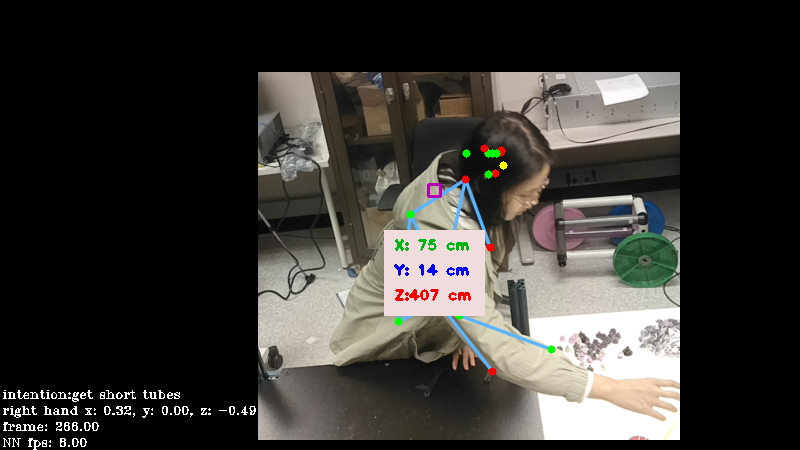 X: 75 cm
Y: 14 cm
Z:407 cm
intention:get short tubes
right hand x: 0.32, y: 0.00, z: -0.49
frame: 266.00
NN fps: 8.00